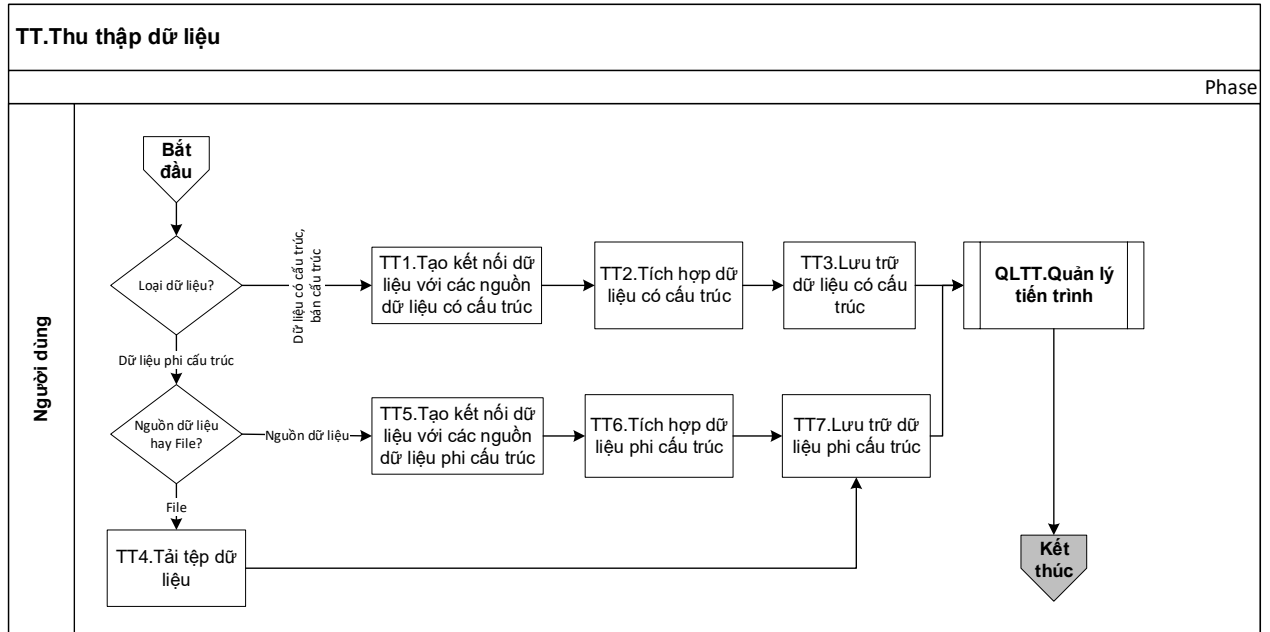 TT.Thu thập dữ liệu
Phase
Người dùng
Bắt
đầu
Loại dữ liệu?
Dữ liệu có cấu trúc,
bán cấu trúc
TT1.Tạo kết nối dữ
liệu với các nguồn
dữ liệu có cấu trúc
TT2.Tích hợp dữ
liệu có cấu trúc
TT3.Lưu trữ
dữ liệu có cấu
trúc
QLTT.Quản lý
tiến trình
Dữ liệu phi cấu trúc
Nguồn dữ liệu
hay File?
Nguồn dữ liệu
TT5.Tạo kết nối dữ
liệu với các nguồn
dữ liệu phi cấu trúc
TT6.Tích hợp dữ
liệu phi cấu trúc
TT7.Lưu trữ dữ
liệu phi cấu trúc
File
TT4.Tải tệp dữ
liệu
Kết
thúc